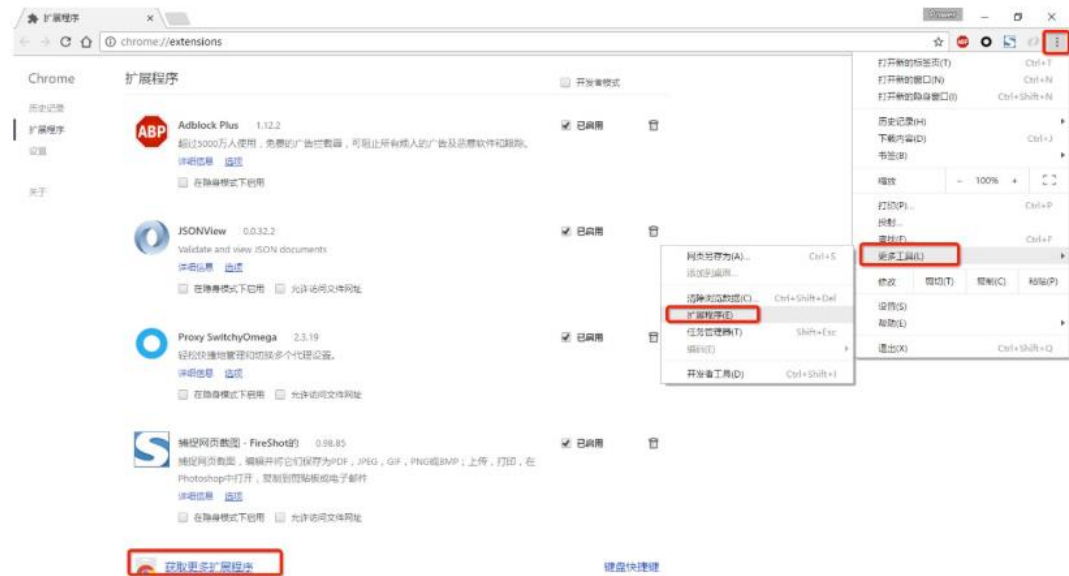 扩展程序
chrome://extensions
Chrome
历史记录
扩展程序
设置
关于
扩展程序
开发者模式
Adblock Plus 1.12.2
已启用
超过5000万人使用，免费的广告拦截器，可阻止所有烦人的广告及恶意软件和跟踪。
详细信息 选项
在隐身模式下启用
JSONView 0.0.32.2
已启用
Validate and view JSON documents
详细信息 选项
在隐身模式下启用 允许访问文件网址
Proxy SwitchyOmega 2.3.19
已启用
轻松快捷地管理和切换多个代理设置。
详细信息 选项
在隐身模式下启用 允许访问文件网址
捕捉网页截图 - FireShot的 0.98.85
已启用
捕捉网页截图，编辑并将它们保存为PDF，JPEG，GIF，PNG或BMP；上传，打印，在
Photoshop中打开，复制到剪贴板或电子邮件
详细信息 选项
在隐身模式下启用 允许访问文件网址
获取更多扩展程序
键盘快捷键
ABP
打开新的标签页(T) Ctrl+T
打开新的窗口(N) Ctrl+N
打开新的隐身窗口(I) Ctrl+Shift+N
历史记录(H)
下载内容(D) Ctrl+J
书签(B)
缩放 - 100% +
打印(P)... Ctrl+P
投射...
查找(F)... Ctrl+F
更多工具(L)
修改 剪切(T) 复制(C) 粘贴(P)
设置(S)
帮助(E)
退出(X) Ctrl+Shift+Q
网页另存为(A)... Ctrl+S
添加到桌面...
清除浏览数据(C)... Ctrl+Shift+Del
扩展程序(E)
任务管理器(T) Shift+Esc
编码(E)
开发者工具(D) Ctrl+Shift+I